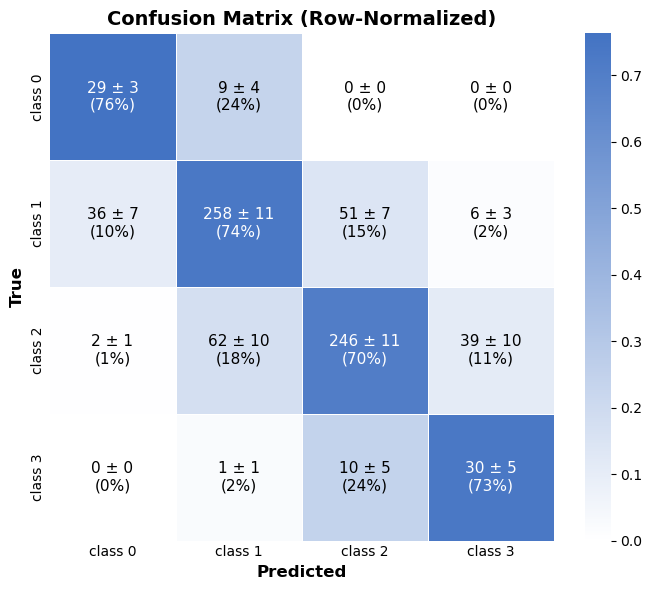 Confusion Matrix (Row-Normalized)
class 0
29 ± 3
(76%)
9 ± 4
(24%)
0 ± 0
(0%)
0 ± 0
(0%)
class 1
36 ± 7
(10%)
258 ± 11
(74%)
51 ± 7
(15%)
6 ± 3
(2%)
class 2
2 ± 1
(1%)
62 ± 10
(18%)
246 ± 11
(70%)
39 ± 10
(11%)
class 3
0 ± 0
(0%)
1 ± 1
(2%)
10 ± 5
(24%)
30 ± 5
(73%)
True
class 0
class 1
class 2
class 3
Predicted
0.7
0.6
0.5
0.4
0.3
0.2
0.1
0.0